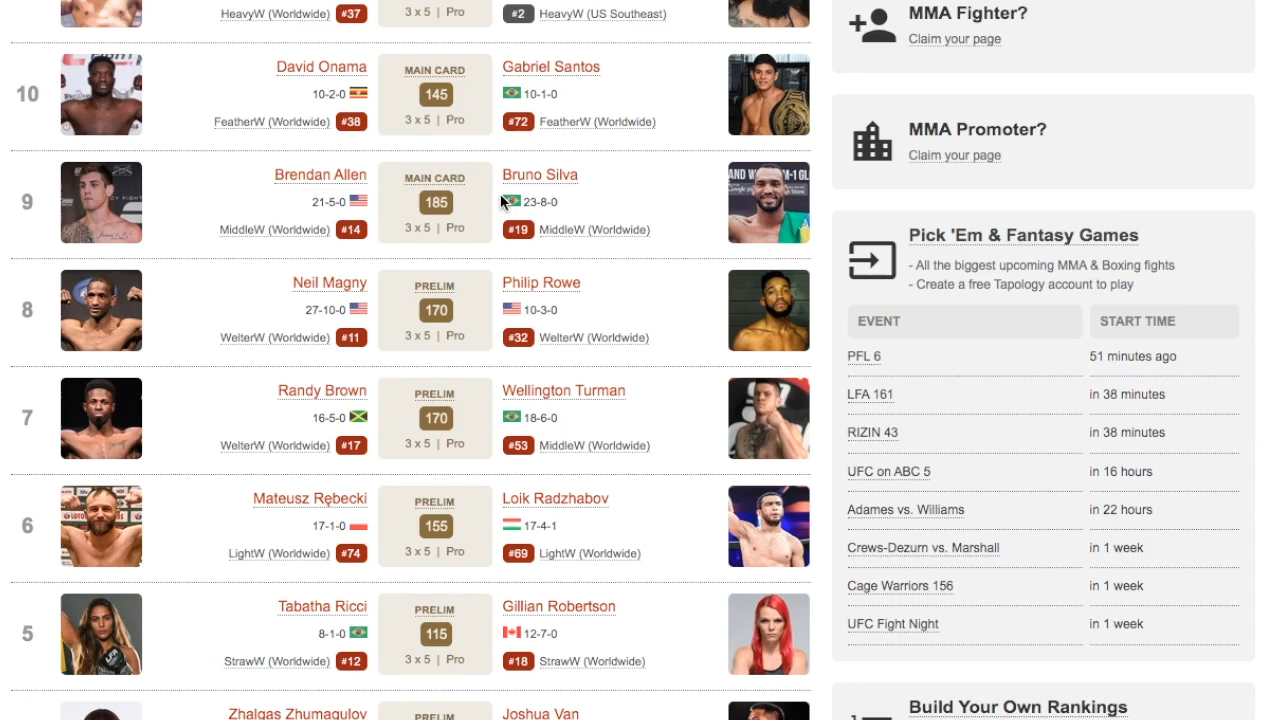 HeavyW (Worldwide) #37
3 x 5 | Pro
#2 HeavyW (US Southeast)
10
David Onama
10-2-0
FeatherW (Worldwide) #38
MAIN CARD
145
3 x 5 | Pro
Gabriel Santos
10-1-0
#72 FeatherW (Worldwide)
9
Brendan Allen
21-5-0
MiddleW (Worldwide) #14
MAIN CARD
185
3 x 5 | Pro
Bruno Silva
23-8-0
#19 MiddleW (Worldwide)
8
Neil Magny
27-10-0
WelterW (Worldwide) #11
PRELIM
170
3 x 5 | Pro
Philip Rowe
10-3-0
#32 WelterW (Worldwide)
7
Randy Brown
16-5-0
WelterW (Worldwide) #17
PRELIM
170
3 x 5 | Pro
Wellington Turman
18-6-0
#53 MiddleW (Worldwide)
6
Mateusz Rębecki
17-1-0
LightW (Worldwide) #74
PRELIM
155
3 x 5 | Pro
Loik Radzhabov
17-4-1
#69 LightW (Worldwide)
5
Tabatha Ricci
8-1-0
StrawW (Worldwide) #12
PRELIM
115
3 x 5 | Pro
Gillian Robertson
12-7-0
#18 StrawW (Worldwide)
Zhalgas Zhumagulov
PRELIM
Joshua Van
MMA Fighter?
Claim your page
MMA Promoter?
Claim your page
Pick 'Em & Fantasy Games
- All the biggest upcoming MMA & Boxing fights
- Create a free Tapology account to play
EVENT START TIME
PFL 6 51 minutes ago
LFA 161 in 38 minutes
RIZIN 43 in 38 minutes
UFC on ABC 5 in 16 hours
Adames vs. Williams in 22 hours
Crews-Dezurn vs. Marshall in 1 week
Cage Warriors 156 in 1 week
UFC Fight Night in 1 week
Build Your Own Rankings